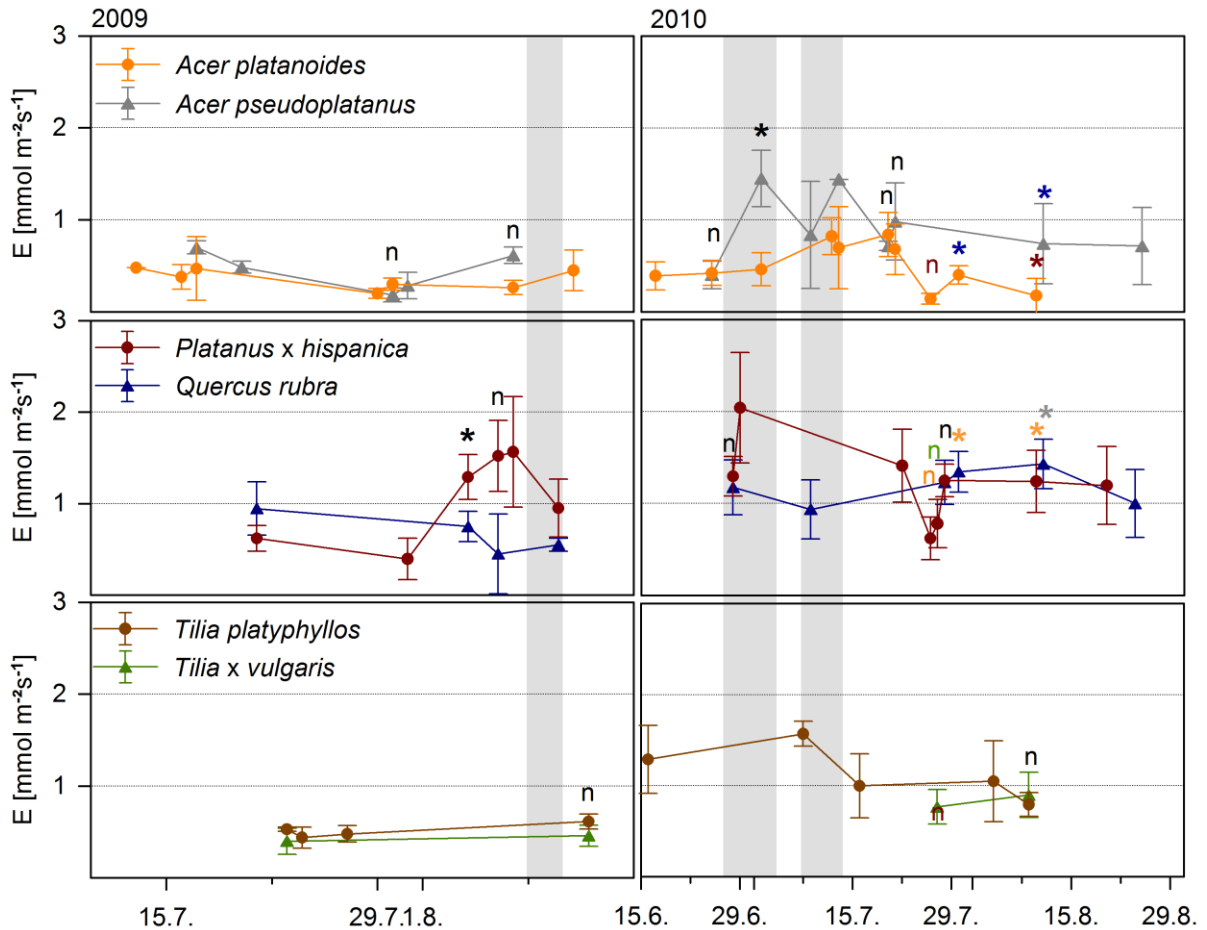 2009
2010
3
2
1
E [mmol m⁻²s⁻¹]
Acer platanoides
Acer pseudoplatanus
n
n
n
*
n
n
n
*
*
*
3
2
1
E [mmol m⁻²s⁻¹]
Platanus x hispanica
Quercus rubra
*
n
n
n
n
n
*
*
*
3
2
1
E [mmol m⁻²s⁻¹]
Tilia platyphyllos
Tilia x vulgaris
n
n
n
15.7.
29.7.1.8.
15.6.
29.6.
15.7.
29.7.
15.8.
29.8.